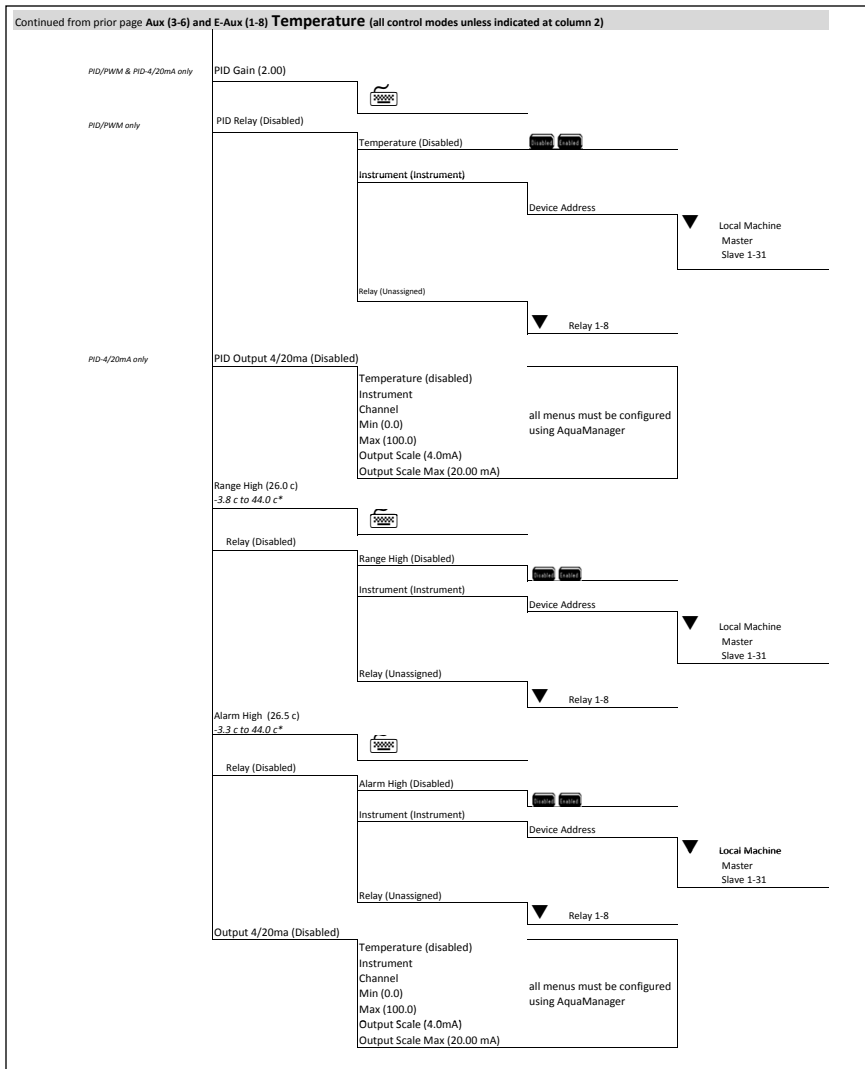 Continued from prior page Aux (3-6) and E-Aux (1-8) Temperature (all control modes unless indicated at column 2)
PID/PWM & PID-4/20mA only
PID Gain (2.00)
PID/PWM only
PID Relay (Disabled)
Temperature (Disabled)
Disabled Enabled
Instrument (Instrument)
Device Address
Local Machine
Master
Slave 1-31
Relay (Unassigned)
Relay 1-8
PID-4/20mA only
PID Output 4/20ma (Disabled)
Temperature (disabled)
Instrument
Channel
Min (0.0)
Max (100.0)
Output Scale (4.0mA)
Output Scale Max (20.00 mA)
all menus must be configured
using AquaManager
Range High (26.0 c)
-3.8 c to 44.0 c*
Relay (Disabled)
Range High (Disabled)
Disabled Enabled
Instrument (Instrument)
Device Address
Local Machine
Master
Slave 1-31
Relay (Unassigned)
Relay 1-8
Alarm High (26.5 c)
-3.3 c to 44.0 c*
Relay (Disabled)
Alarm High (Disabled)
Disabled Enabled
Instrument (Instrument)
Device Address
Local Machine
Master
Slave 1-31
Relay (Unassigned)
Relay 1-8
Output 4/20ma (Disabled)
Temperature (disabled)
Instrument
Channel
Min (0.0)
Max (100.0)
Output Scale (4.0mA)
Output Scale Max (20.00 mA)
all menus must be configured
using AquaManager